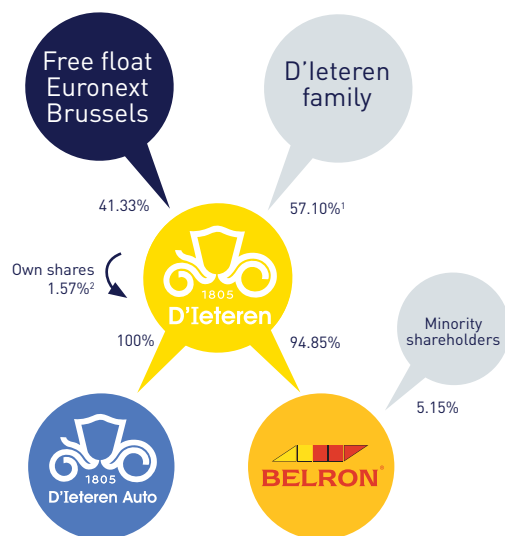 Free float
Euronext
Brussels
D'Ieteren
family
41.33%
57.10%¹
Own shares
1.57%²
1805
D'Ieteren
100%
94.85%
Minority
shareholders
5.15%
1805
D'Ieteren Auto
BELRON®